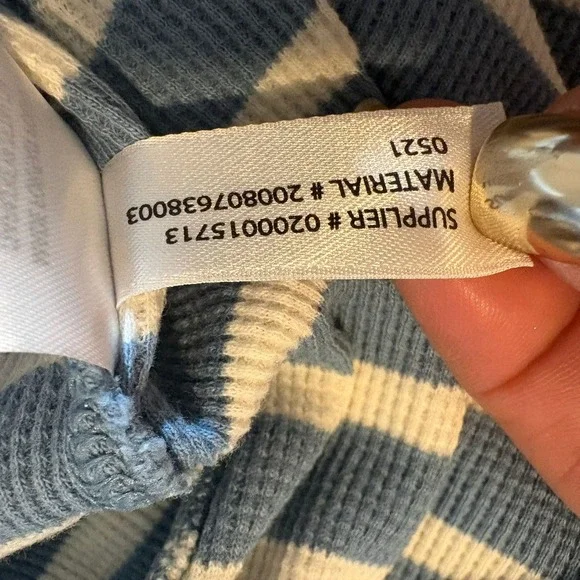 SUPPLIER # 0200015713
MATERIAL # 200807638003
0521